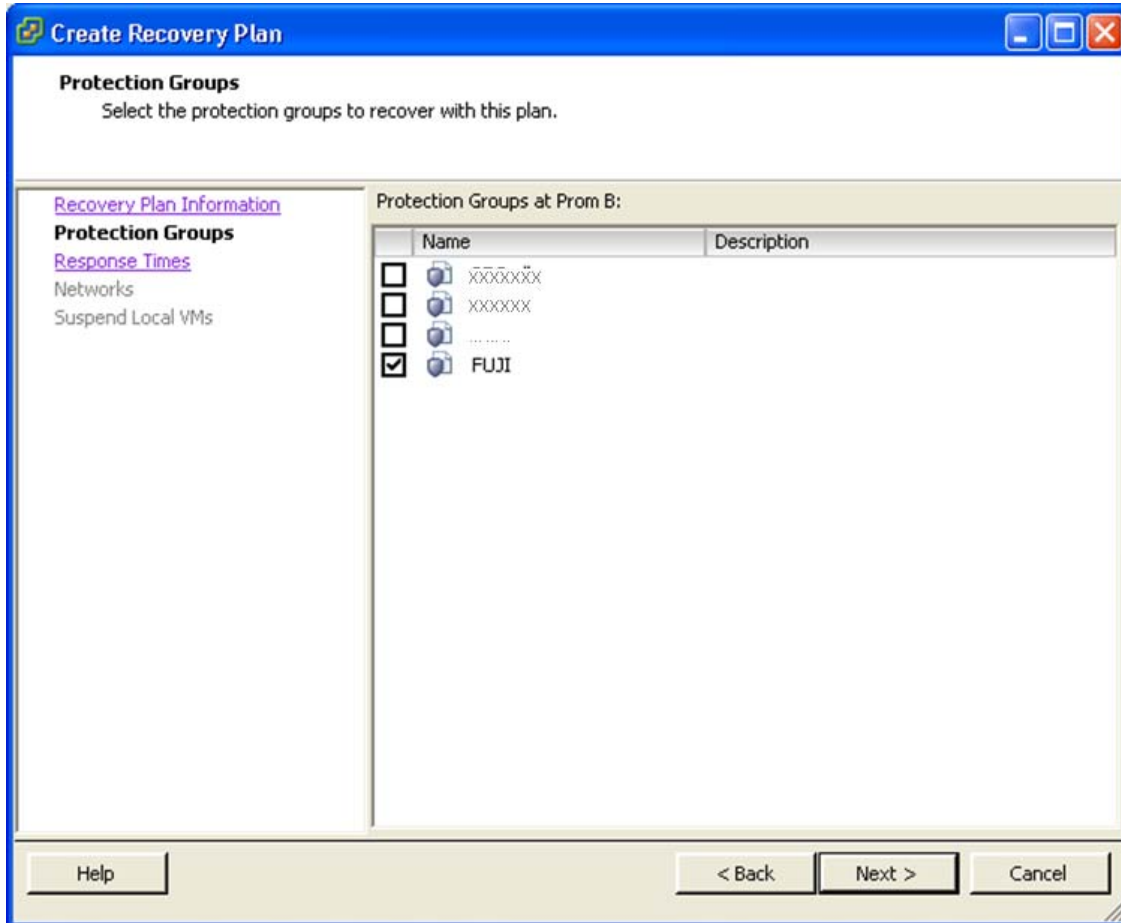 Create Recovery Plan
Protection Groups
Select the protection groups to recover with this plan.
Recovery Plan Information
Protection Groups
Response Times
Networks
Suspend Local VMs
Protection Groups at Prom B:
Name Description
xxxxxx
FUJI
Help < Back Next > Cancel